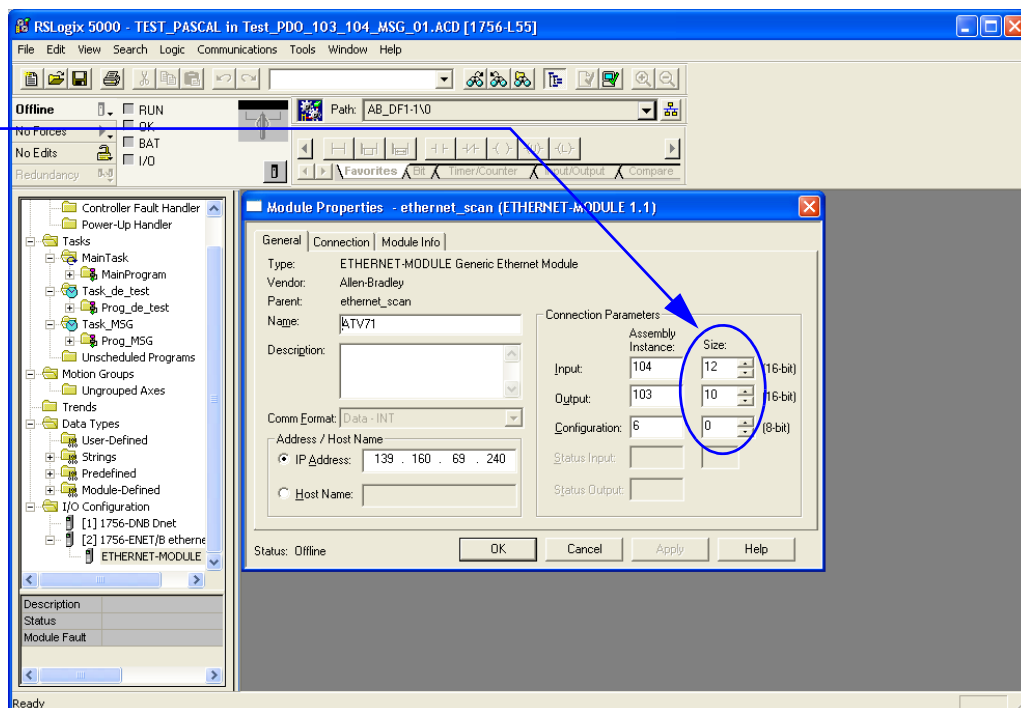 RSLogix 5000 - TEST_PASCAL in Test_PDO_103_104_MSG_01.ACD [1756-L55]
File Edit View Search Logic Communications Tools Window Help
Offline
RUN
Path: AB_DF1-1\0
No Forces
OK
No Edits
BAT
I/O
Redundancy
Favorites Bit Timer/Counter Input/Output Compare
Controller Fault Handler
Power-Up Handler
Tasks
MainTask
MainProgram
Task_de_test
Prog_de_test
Task_MSG
Prog_MSG
Unscheduled Programs
Motion Groups
Ungrouped Axes
Trends
Data Types
User-Defined
Strings
Predefined
Module-Defined
I/O Configuration
[1] 1756-DNB Dnet
[2] 1756-ENET/B etherne
ETHERNET-MODULE
Description
Status
Module Fault
Ready
Module Properties - ethernet_scan (ETHERNET-MODULE 1.1)
General Connection Module Info
Type: ETHERNET-MODULE Generic Ethernet Module
Vendor: Allen-Bradley
Parent: ethernet_scan
Name: ATV71
Description:
Comm Format: Data - INT
Address / Host Name
IP Address: 139 . 160 . 69 . 240
Host Name:
Connection Parameters
Assembly
Instance: Size:
Input: 104 12 (16-bit)
Output: 103 10 (16-bit)
Configuration: 6 0 (8-bit)
Status Input:
Status Output:
Status: Offline
OK Cancel Apply Help